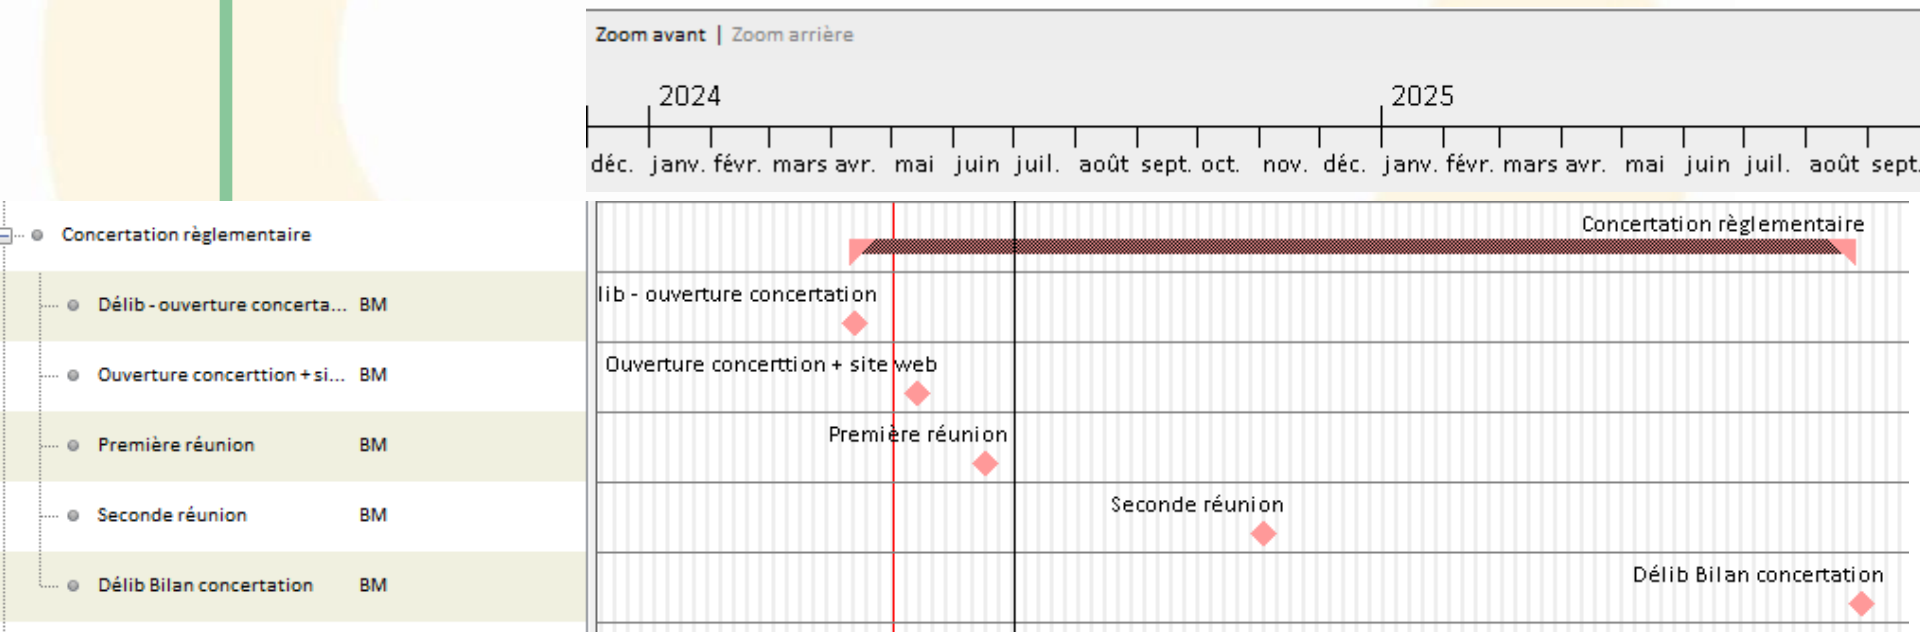 Zoom avant | Zoom arrière
2024 2025
déc. janv. févr. mars avr. mai juin juil. août sept. oct. nov. déc. janv. févr. mars avr. mai juin juil. août sept.
Concertation règlementaire
Concertation règlementaire
Délib - ouverture concerta... BM
lib - ouverture concertation
Ouverture concerttion + si... BM
Ouverture concerttion + site web
Première réunion BM
Première réunion
Seconde réunion BM
Seconde réunion
Délib Bilan concertation BM
Délib Bilan concertation